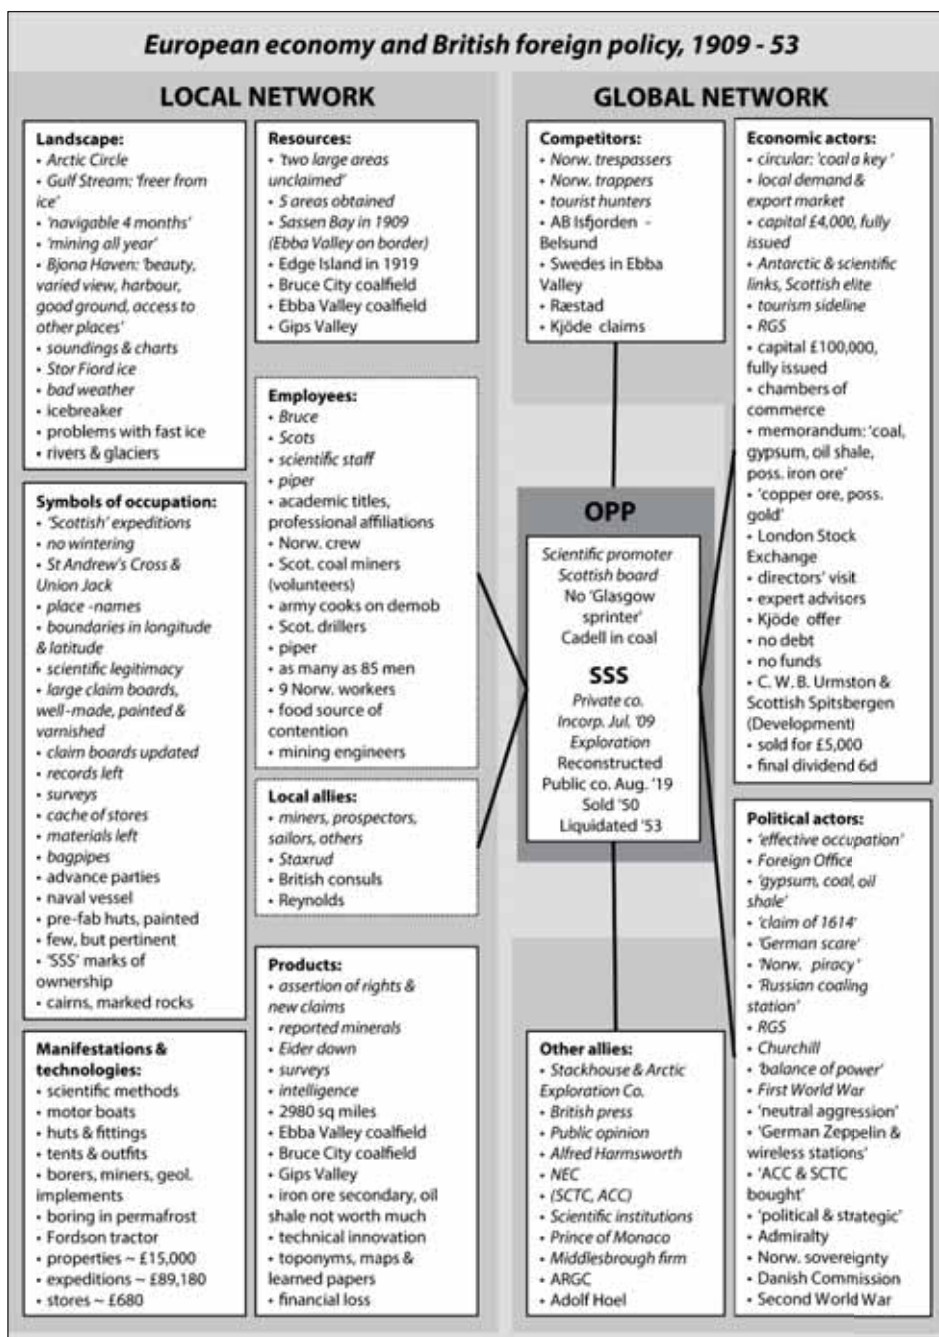 European economy and British foreign policy, 1909 - 53
LOCAL NETWORK
Landscape:
• Arctic Circle
• Gulf Stream: 'freer from
ice'
• 'navigable 4 months'
• 'mining all year'
• Bjona Haven: 'beauty,
varied view, harbour,
good ground, access to
other places'
• soundings & charts
• Stor Fiord ice
• bad weather
• icebreaker
• problems with fast ice
• rivers & glaciers
Symbols of occupation:
• 'Scottish' expeditions
• no wintering
• St Andrew's Cross &
Union Jack
• place -names
• boundaries in longitude
& latitude
• scientific legitimacy
• large claim boards,
well-made, painted &
varnished
• claim boards updated
• records left
• surveys
• cache of stores
• materials left
• bagpipes
• advance parties
• naval vessel
• pre-fab huts, painted
• few, but pertinent
• 'SSS' marks of
ownership
• cairns, marked rocks
Manifestations &
technologies:
• scientific methods
• motor boats
• huts & fittings
• tents & outfits
• borers, miners, geol.
implements
• boring in permafrost
• Fordson tractor
• properties ~ £15,000
• expeditions ~ £89,180
• stores ~ £680
Resources:
• 'two large areas
unclaimed'
• 5 areas obtained
• Sassen Bay in 1909
(Ebba Valley on border)
• Edge Island in 1919
• Bruce City coalfield
• Ebba Valley coalfield
• Gips Valley
Employees:
• Bruce
• Scots
• scientific staff
• piper
• academic titles,
professional affiliations
• Norw. crew
• Scot. coal miners
(volunteers)
• army cooks on demob
• Scot. drillers
• piper
• as many as 85 men
• 9 Norw. workers
• food source of
contention
• mining engineers
Local allies:
• miners, prospectors,
sailors, others
• Staxrud
• British consuls
• Reynolds
Products:
• assertion of rights &
new claims
• reported minerals
• Eider down
• surveys
• intelligence
• 2980 sq miles
• Ebba Valley coalfield
• Bruce City coalfield
• Gips Valley
• iron ore secondary, oil
shale not worth much
• technical innovation
• toponyms, maps &
learned papers
• financial loss
GLOBAL NETWORK
Competitors:
• Norw. trespassers
• Norw. trappers
• tourist hunters
• AB Isfjorden -
Belsund
• Swedes in Ebba
Valley
• Ræstad
• Kjöde claims
OPP
Scientific promoter
Scottish board
No 'Glasgow
sprinter'
Cadell in coal
SSS
Private co.
Incorp. Jul. '09
Exploration
Reconstructed
Public co. Aug. '19
Sold '50
Liquidated '53
Other allies:
• Stackhouse & Arctic
Exploration Co.
• British press
• Public opinion
• Alfred Harmsworth
• NEC
• (SCTC, ACC)
• Scientific institutions
• Prince of Monaco
• Middlesbrough firm
• ARGC
• Adolf Hoel
Economic actors:
• circular: 'coal a key '
• local demand &
export market
• capital £4,000, fully
issued
• Antarctic & scientific
links, Scottish elite
• tourism sideline
• RGS
• capital £100,000,
fully issued
• chambers of
commerce
• memorandum: 'coal,
gypsum, oil shale,
poss. iron ore'
• 'copper ore, poss.
gold'
• London Stock
Exchange
• directors' visit
• expert advisors
• Kjöde offer
• no debt
• no funds
• C. W. B. Urmston &
Scottish Spitsbergen
(Development)
• sold for £5,000
• final dividend 6d
Political actors:
• 'effective occupation'
• Foreign Office
• 'gypsum, coal, oil
shale'
• 'claim of 1614'
• 'German scare'
• 'Norw. piracy'
• 'Russian coaling
station'
• RGS
• Churchill
• 'balance of power'
• First World War
• 'neutral aggression'
• 'German Zeppelin &
wireless stations'
• 'ACC & SCTC
bought'
• 'political & strategic'
• Admiralty
• Norw. sovereignty
• Danish Commission
• Second World War